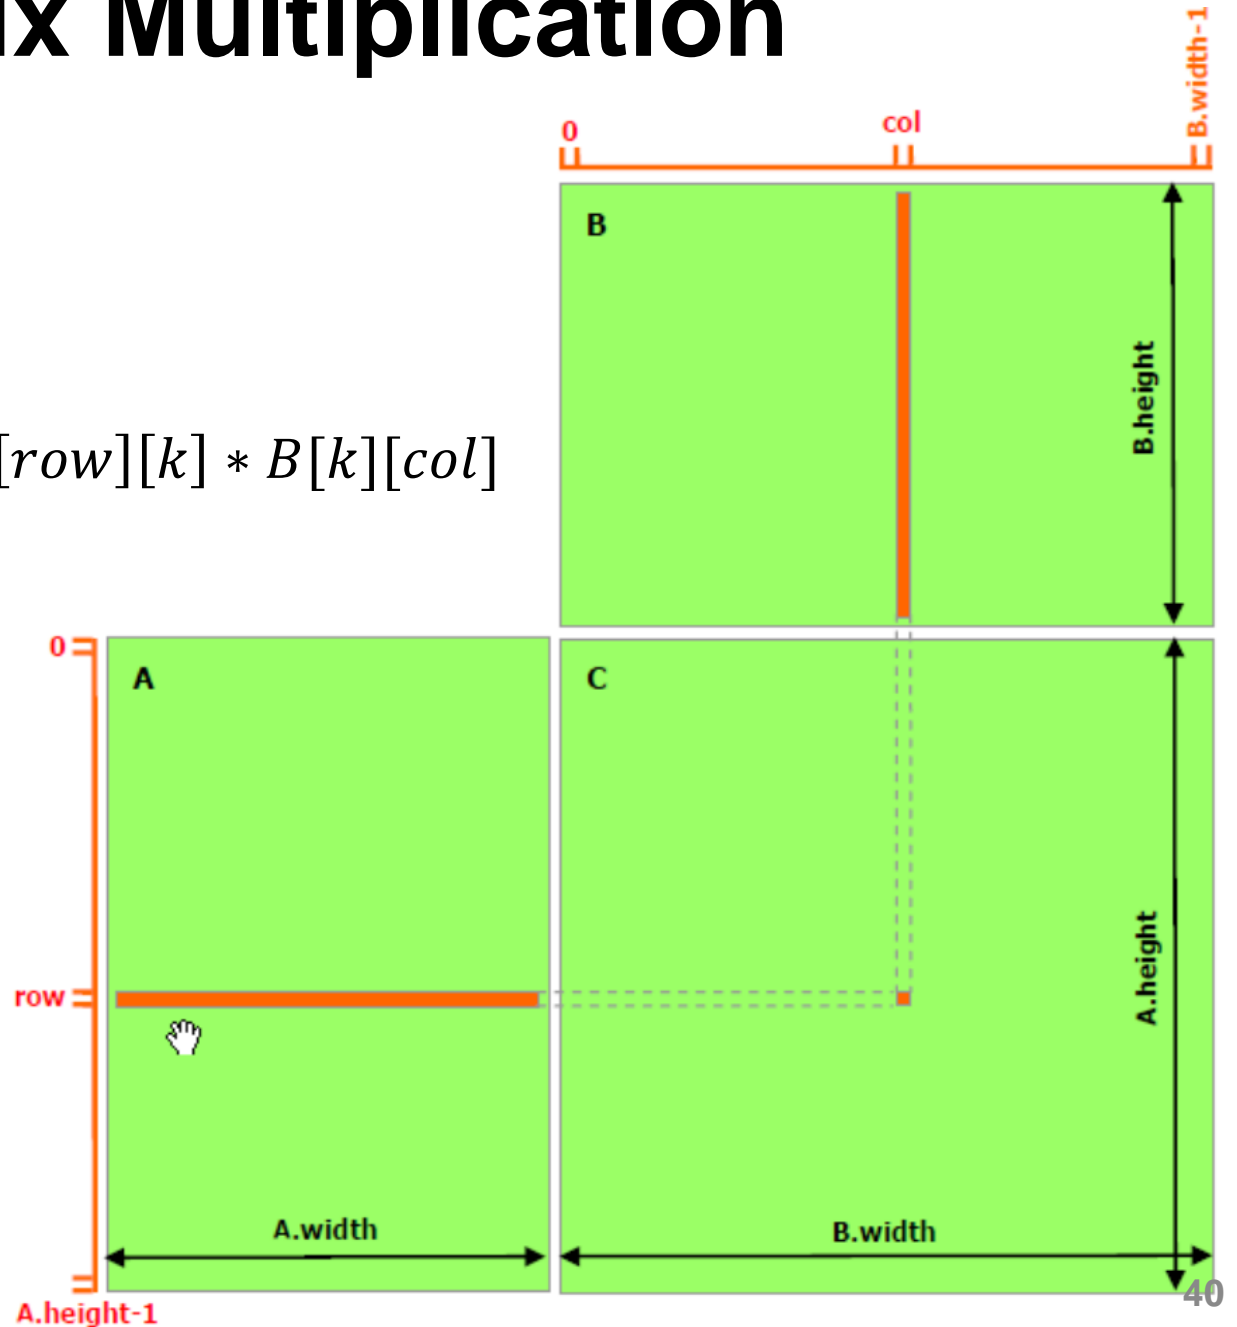 ix Multiplication
B.width-1
0
col
B
B.height
[row][k] ∗ B[k][col]
0
A
C
row
A.height
A.width
B.width
A.height-1
40